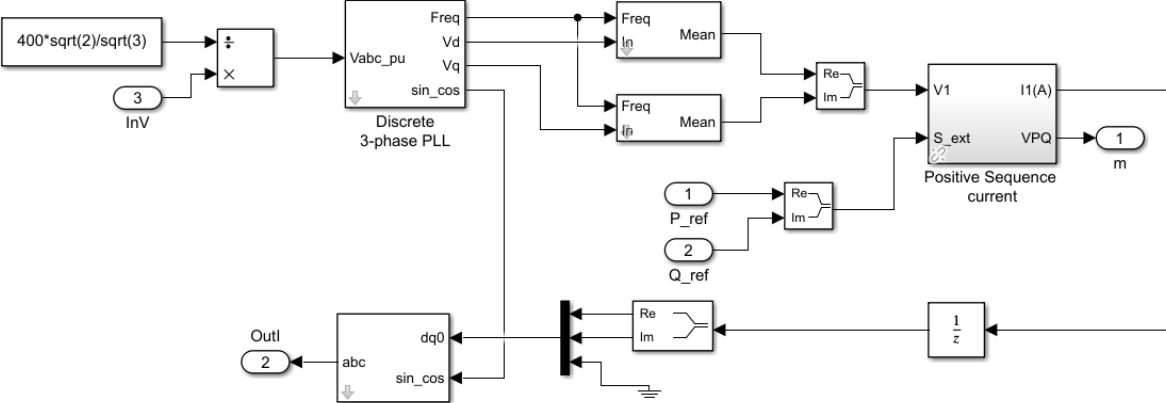 400*sqrt(2)/sqrt(3)
÷
×
3
InV
Vabc_pu
Freq
Vd
Vq
sin_cos
Discrete
3-phase PLL
Freq
In
Mean
Freq
In
Mean
Re
Im
V1
S_ext
I1(A)
VPQ
Positive Sequence
current
1
m
1
P_ref
2
Q_ref
Re
Im
OutI
2
abc
dq0
sin_cos
Re
Im
1
z